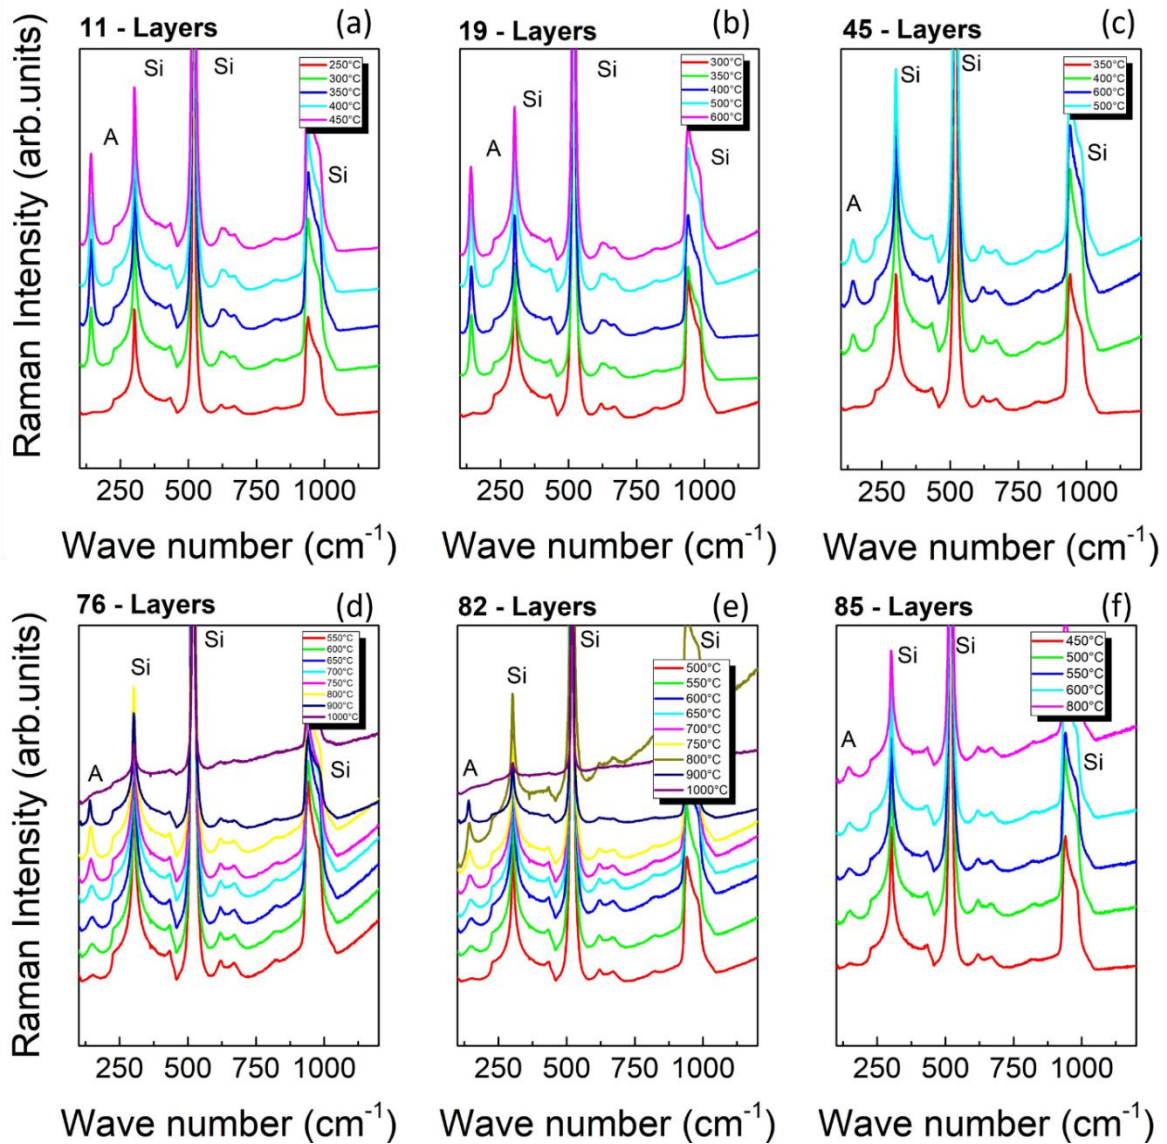 11 - Layers (a)
Si Si
250°C
300°C
350°C
400°C
450°C
A
Si
250 500 750 1000
Wave number (cm-1)
Raman Intensity (arb.units)
19 - Layers (b)
Si Si
300°C
350°C
400°C
500°C
600°C
A
Si
250 500 750 1000
Wave number (cm-1)
45 - Layers (c)
Si Si
350°C
400°C
600°C
500°C
Si
A
250 500 750 1000
Wave number (cm-1)
76 - Layers (d)
Si Si
550°C
600°C
650°C
700°C
750°C
800°C
900°C
1000°C
A
Si
250 500 750 1000
Wave number (cm-1)
Raman Intensity (arb.units)
82 - Layers (e)
Si Si Si
500°C
550°C
600°C
650°C
700°C
750°C
800°C
900°C
1000°C
A
250 500 750 1000
Wave number (cm-1)
85 - Layers (f)
Si Si
450°C
500°C
550°C
600°C
800°C
A
Si
250 500 750 1000
Wave number (cm-1)